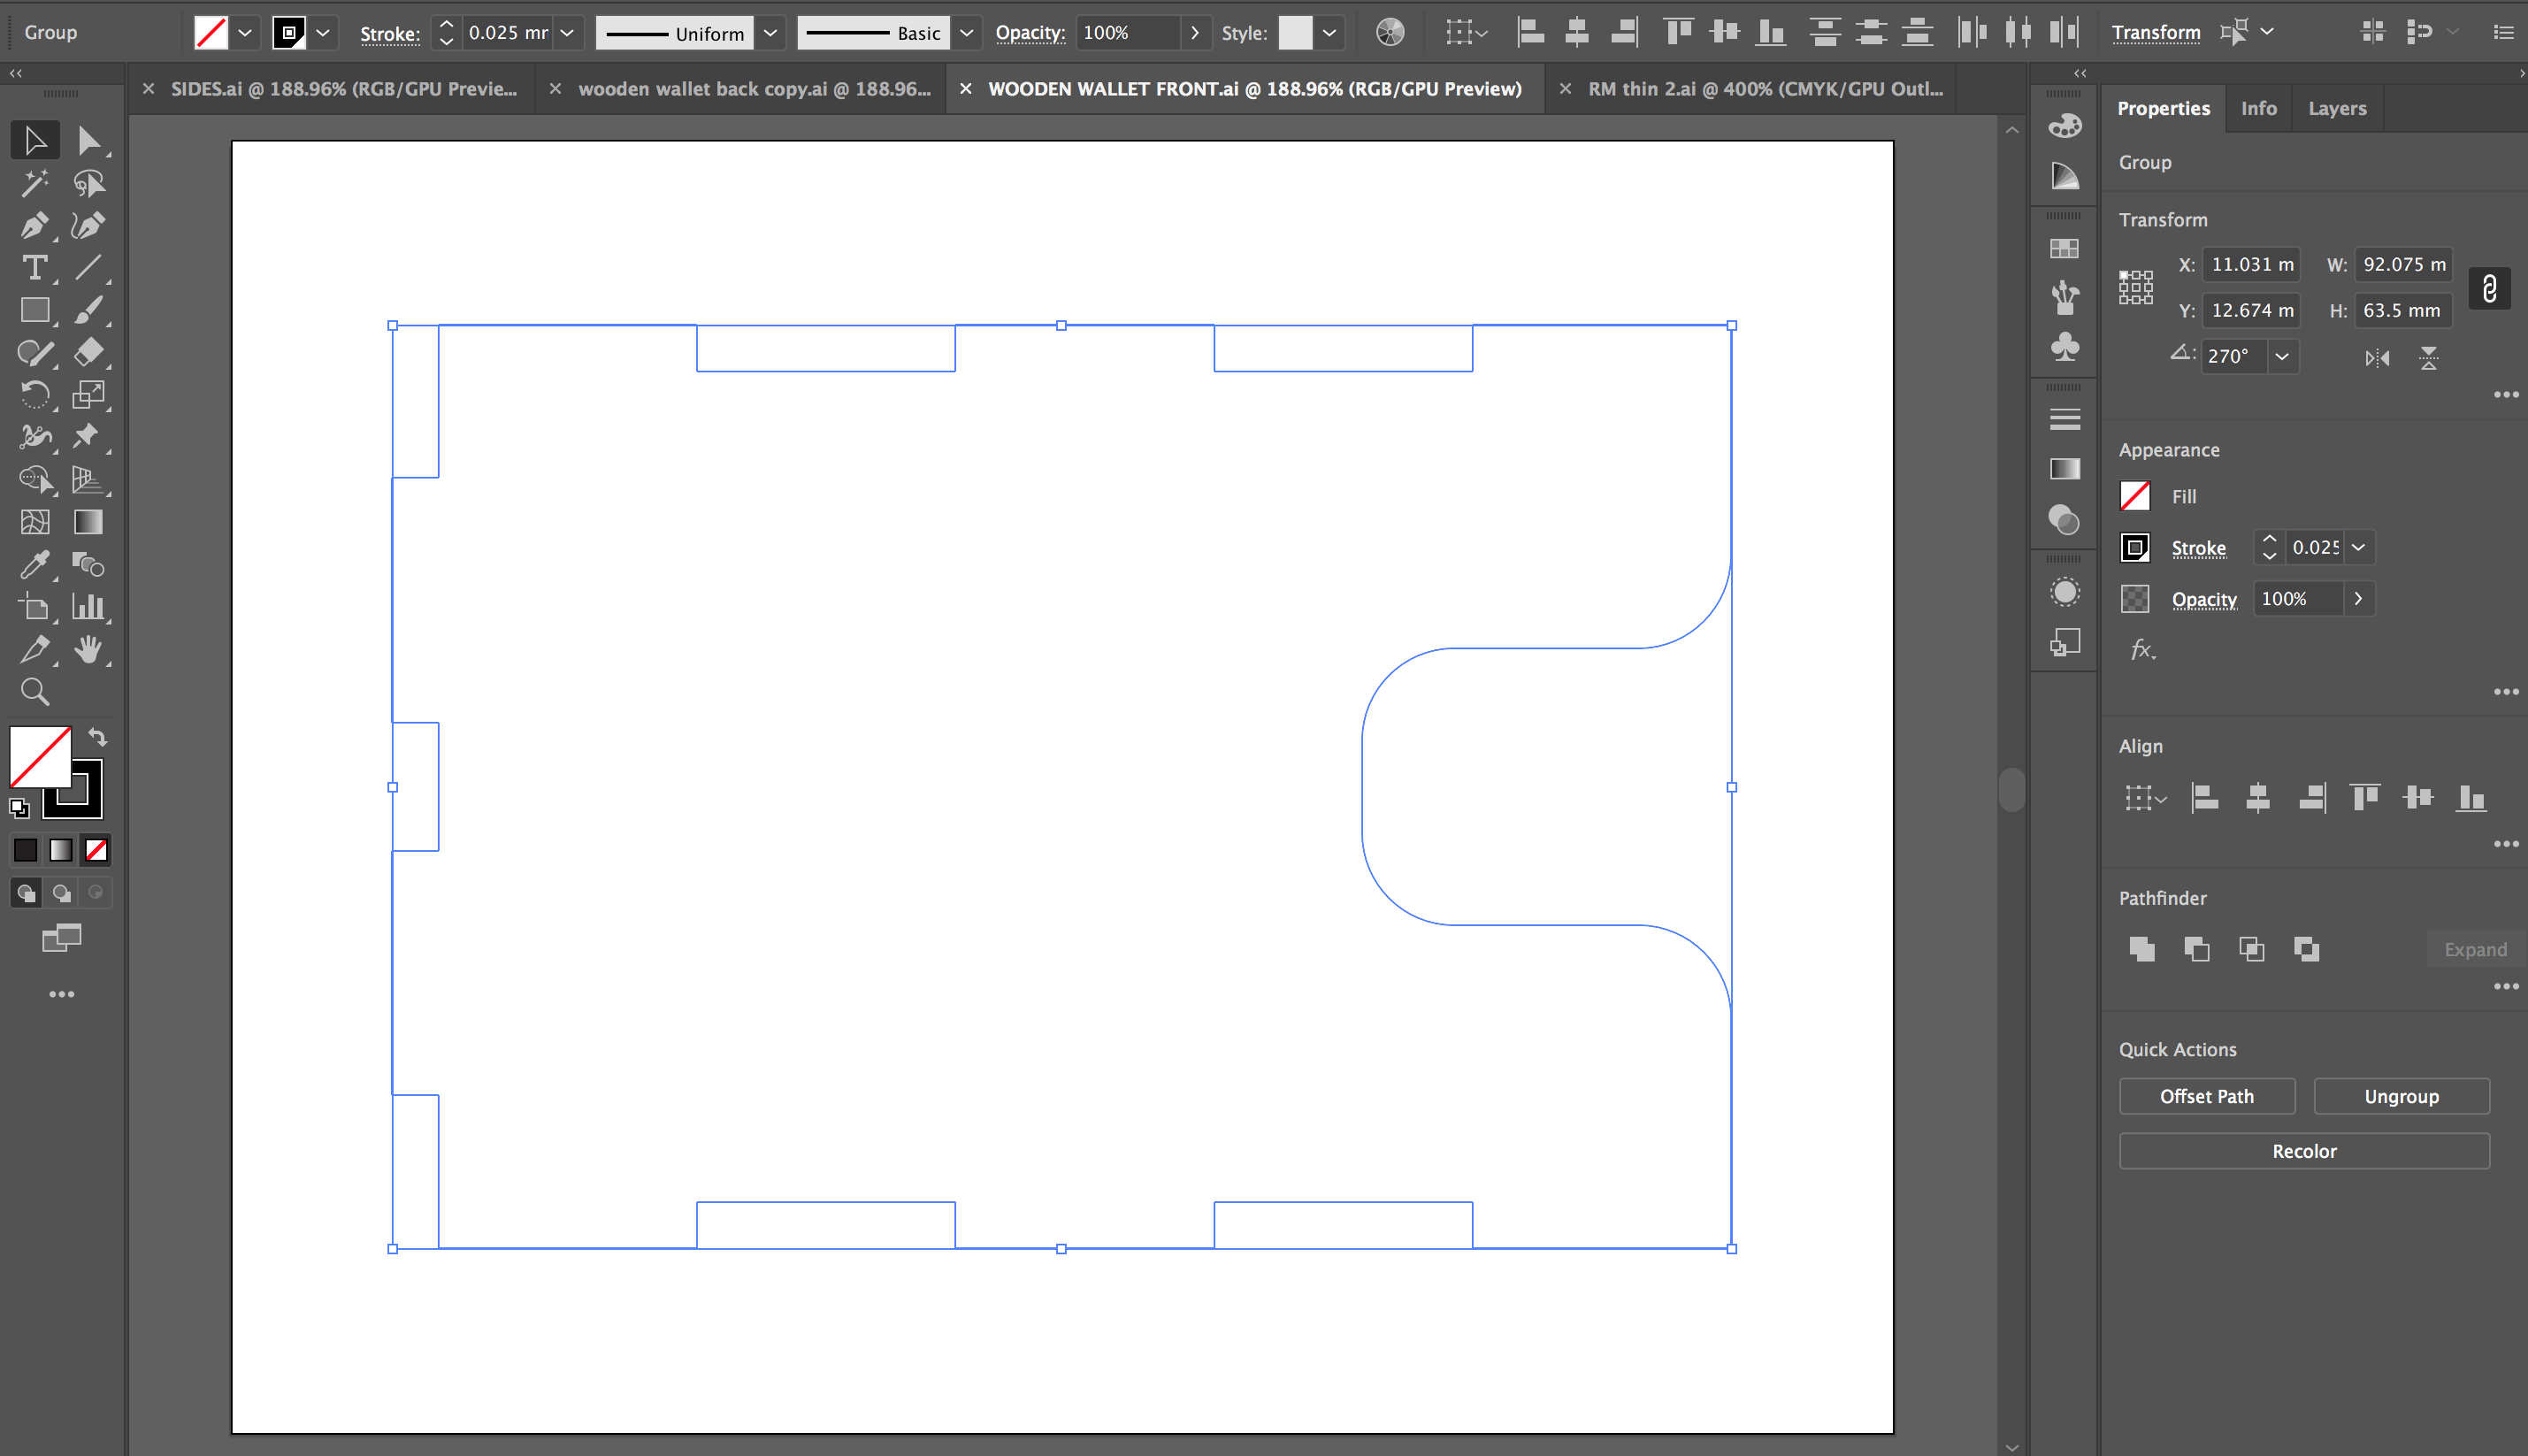 Group Stroke: 0.025 mr Uniform Basic Opacity: 100% Style: Transform
SIDES.ai @ 188.96% (RGB/GPU Previe... wooden wallet back copy.ai @ 188.96... WOODEN WALLET FRONT.ai @ 188.96% (RGB/GPU Preview) RM thin 2.ai @ 400% (CMYK/GPU Outl...
Properties Info Layers
Group
Transform
X: 11.031 m W: 92.075 m
Y: 12.674 m H: 63.5 mm
270°
Appearance
Fill
Stroke 0.025
Opacity 100%
fx
Align
Pathfinder
Expand
Quick Actions
Offset Path Ungroup
Recolor